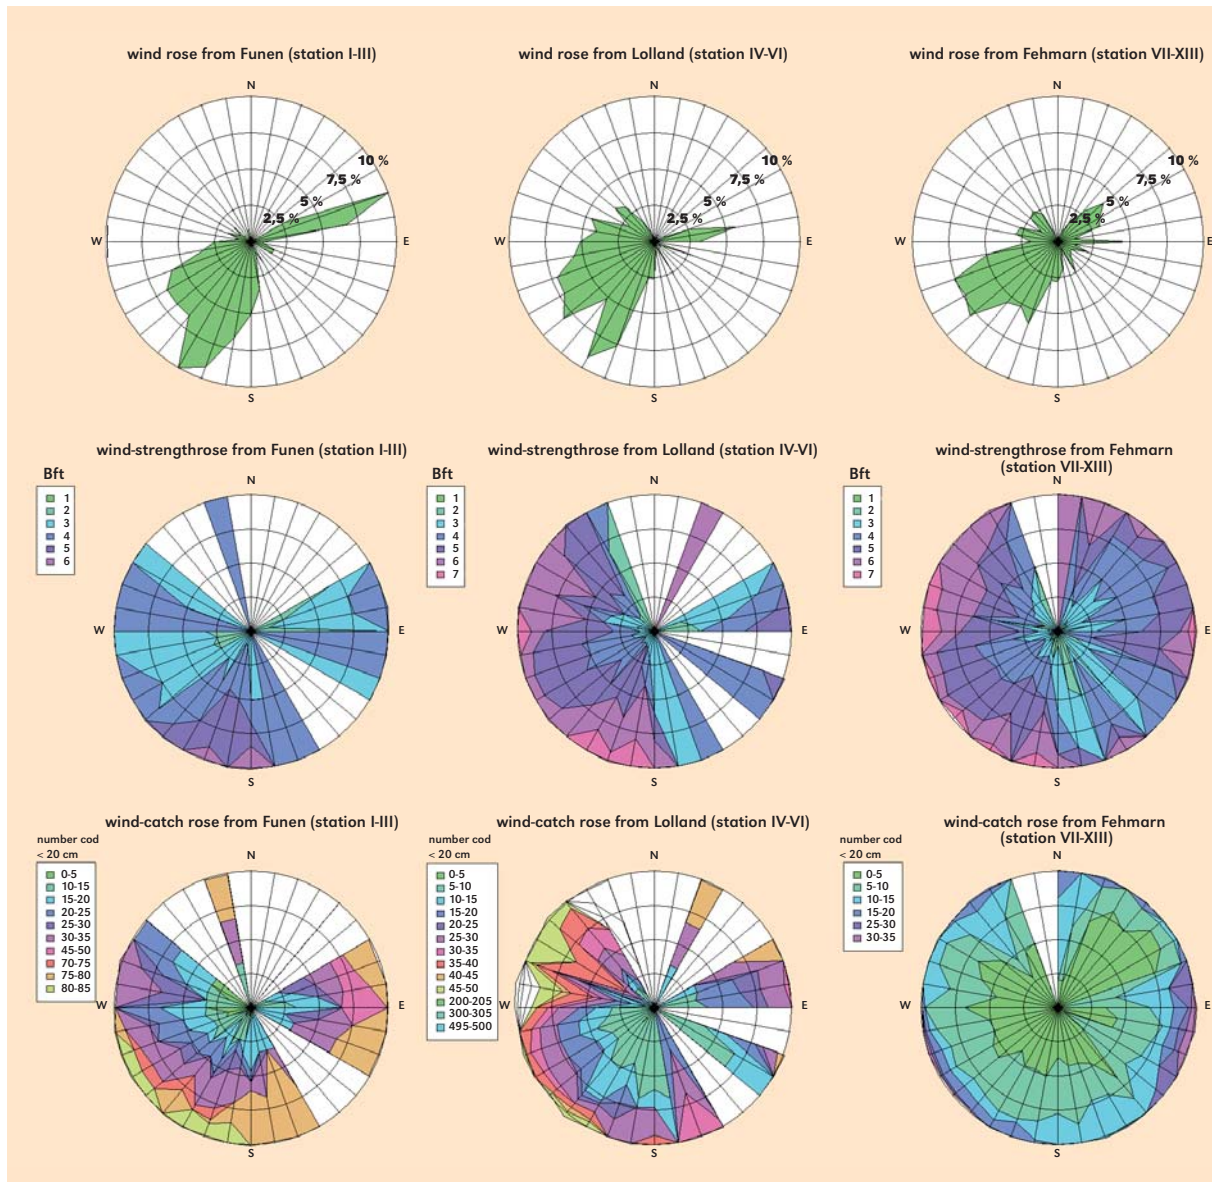 wind rose from Funen (station I-III)
N
10 %
7,5 %
5 %
2,5 %
W
E
S
wind rose from Lolland (station IV-VI)
N
10 %
7,5 %
5 %
2,5 %
W
E
S
wind rose from Fehmarn (station VII-XIII)
N
10 %
7,5 %
5 %
2,5 %
W
E
S
wind-strengthrose from Funen (station I-III)
Bft
1
2
3
4
5
6
N
W
E
S
wind-strengthrose from Lolland (station IV-VI)
Bft
1
2
3
4
5
6
7
N
W
E
S
wind-strengthrose from Fehmarn
(station VII-XIII)
Bft
1
2
3
4
5
6
7
N
W
E
S
wind-catch rose from Funen (station I-III)
number cod
< 20 cm
0-5
10-15
15-20
20-25
25-30
30-35
45-50
70-75
75-80
80-85
N
W
E
S
wind-catch rose from Lolland (station IV-VI)
number cod
< 20 cm
0-5
5-10
10-15
15-20
20-25
25-30
30-35
35-40
40-45
45-50
200-205
300-305
495-500
N
W
E
S
wind-catch rose from Fehmarn
(station VII-XIII)
number cod
< 20 cm
0-5
5-10
10-15
15-20
25-30
30-35
N
W
E
S